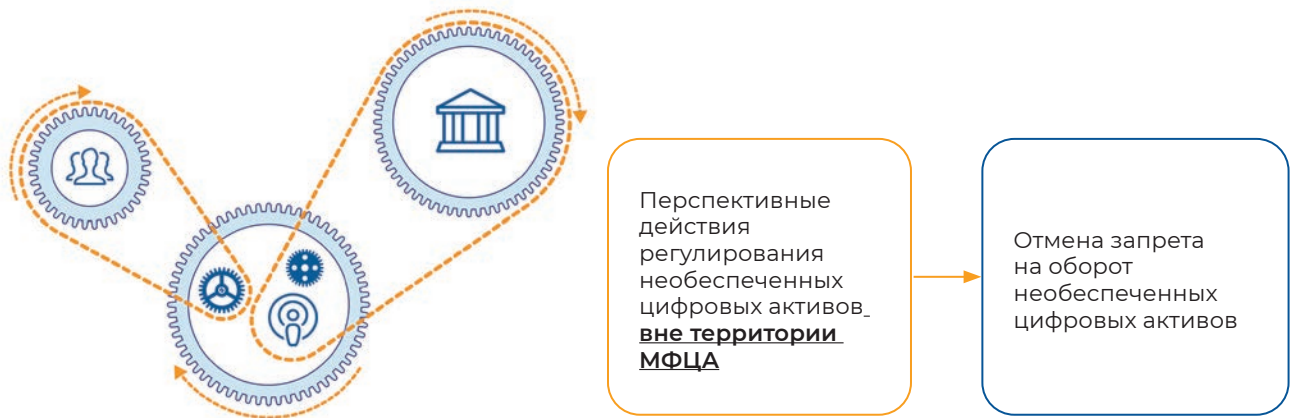 Перспективные
действия
регулирования
необеспеченных
цифровых активов
вне территории
МФЦА
Отмена запрета
на оборот
необеспеченных
цифровых активов